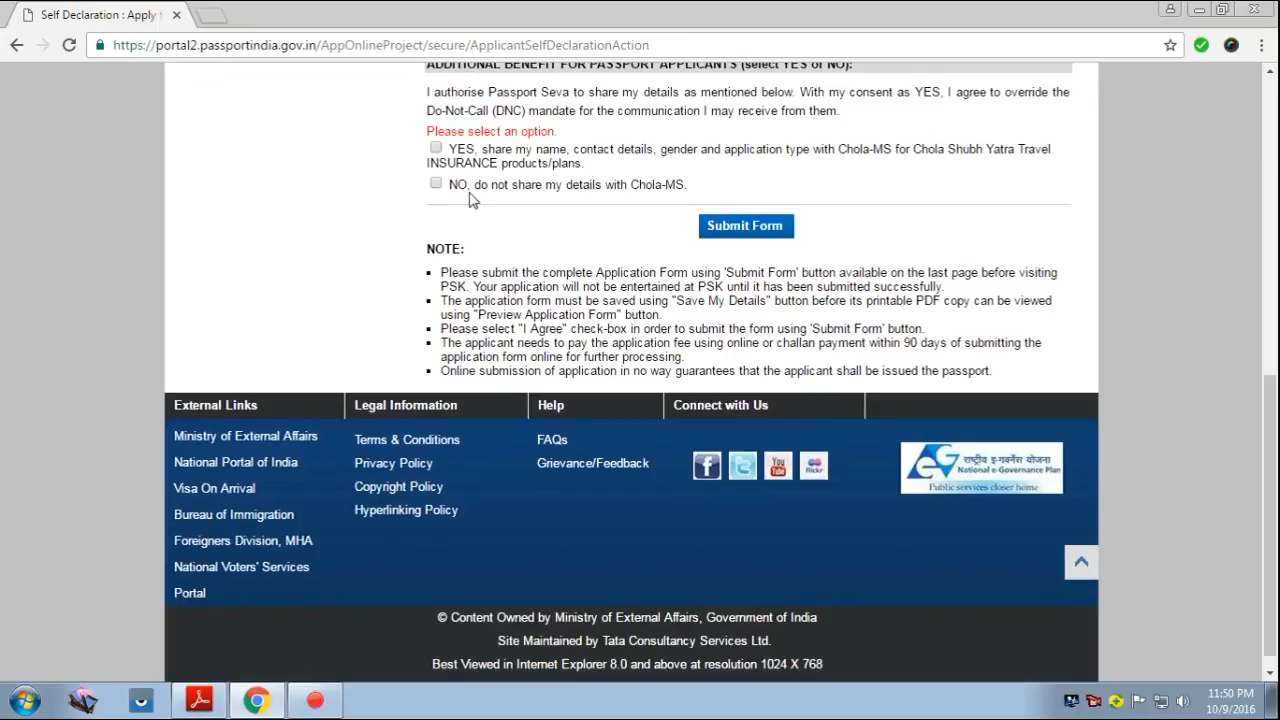 Self Declaration : Apply
https://portal2.passportindia.gov.in/AppOnlineProject/secure/ApplicantSelfDeclarationAction
ADDITIONAL BENEFIT FOR PASSPORT APPLICANTS (select YES or NO):
I authorise Passport Seva to share my details as mentioned below. With my consent as YES, I agree to override the
Do-Not-Call (DNC) mandate for the communication I may receive from them.
Please select an option.
YES, share my name, contact details, gender and application type with Chola-MS for Chola Shubh Yatra Travel
INSURANCE products/plans.
NO, do not share my details with Chola-MS.
Submit Form
NOTE:
Please submit the complete Application Form using 'Submit Form' button available on the last page before visiting
PSK. Your application will not be entertained at PSK until it has been submitted successfully.
The application form must be saved using "Save My Details" button before its printable PDF copy can be viewed
using "Preview Application Form" button.
Please select "I Agree" check-box in order to submit the form using 'Submit Form' button.
The applicant needs to pay the application fee using online or challan payment within 90 days of submitting the
application form online for further processing.
Online submission of application in no way guarantees that the applicant shall be issued the passport.
External Links
Ministry of External Affairs
National Portal of India
Visa On Arrival
Bureau of Immigration
Foreigners Division, MHA
National Voters' Services
Portal
Legal Information
Terms & Conditions
Privacy Policy
Copyright Policy
Hyperlinking Policy
Help
FAQs
Grievance/Feedback
Connect with Us
You
Tube
flickr
राष्ट्रीय इ-गवर्नेंस योजना
National e-Governance Plan
Public services closer home
© Content Owned by Ministry of External Affairs, Government of India
Site Maintained by Tata Consultancy Services Ltd.
Best Viewed in Internet Explorer 8.0 and above at resolution 1024 X 768
11:50 PM
10/9/2016